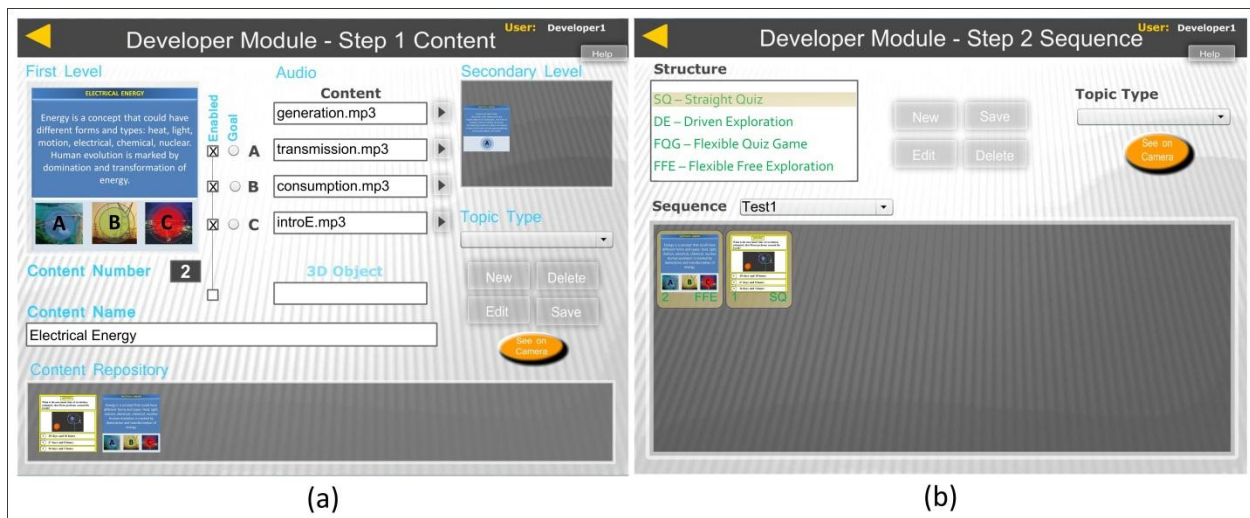 Developer Module - Step 1 Content
User: Developer1
Help
First Level
Audio
Secondary Level
ELECTRICAL ENERGY
Energy is a concept that could have
different forms and types: heat, light,
motion, electrical, chemical, nuclear.
Human evolution is marked by
domination and transformation of
energy.
A B C
Enabled
Goal
Content
generation.mp3
A transmission.mp3
B consumption.mp3
C introE.mp3
Topic Type
Content Number 2
3D Object
New Delete
Edit Save
Content Name
Electrical Energy
See on
Camera
Content Repository
A B C
(a)
Developer Module - Step 2 Sequence
User: Developer1
Help
Structure
SQ – Straight Quiz
DE – Driven Exploration
FQG – Flexible Quiz Game
FFE – Flexible Free Exploration
New Save
Edit Delete
Topic Type
See on
Camera
Sequence Test1
A B C
2 FFE
1 SQ
(b)